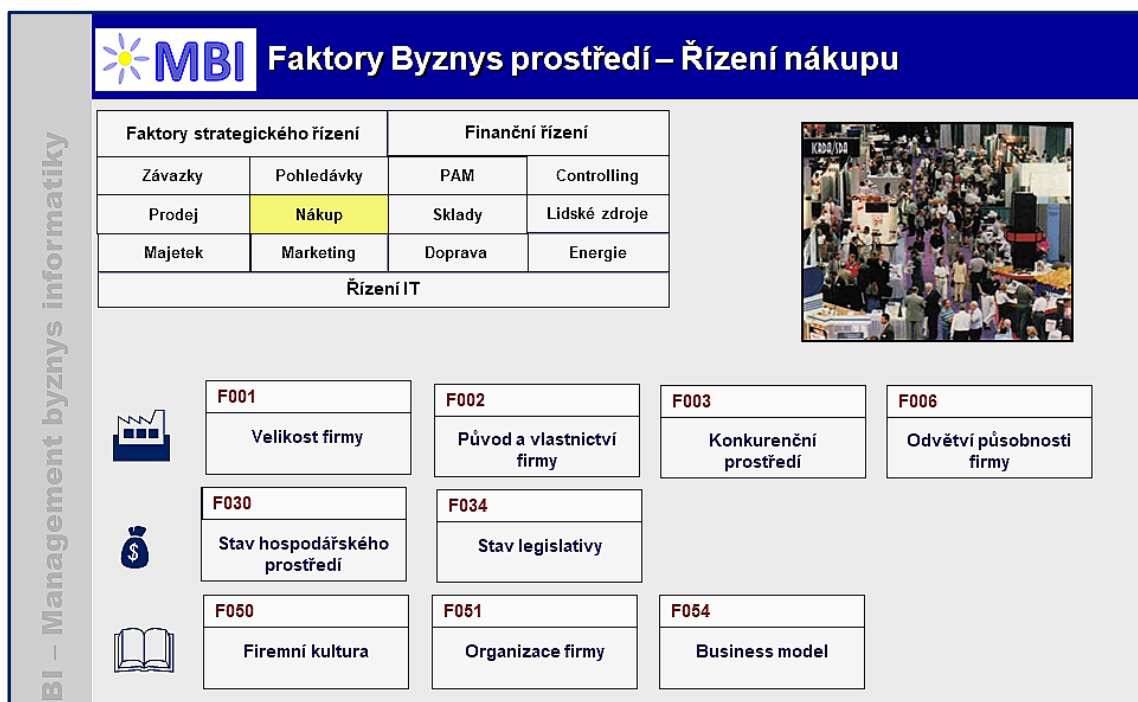 MBI Faktory Byznys prostředí – Řízení nákupu
BI – Management byznys informatiky
Faktory strategického řízení
Finanční řízení
Závazky
Pohledávky
PAM
Controlling
Prodej
Nákup
Sklady
Lidské zdroje
Majetek
Marketing
Doprava
Energie
Řízení IT
ICRDA/SDA
F001
Velikost firmy
F002
Původ a vlastnictví
firmy
F003
Konkurenční
prostředí
F006
Odvětví působnosti
firmy
F030
Stav hospodářského
prostředí
F034
Stav legislativy
F050
Firemní kultura
F051
Organizace firmy
F054
Business model
$